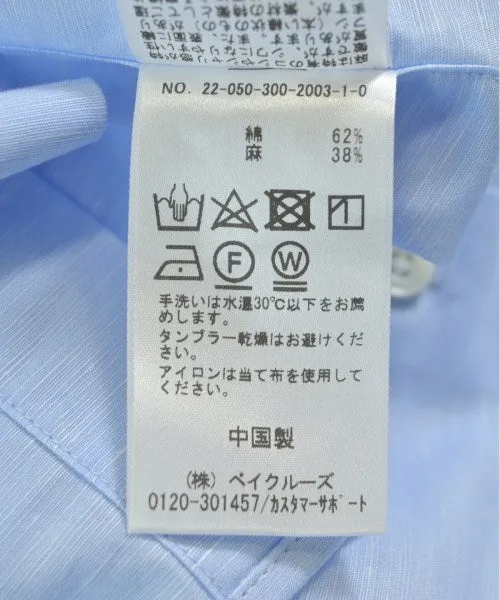 NO. 22-050-300-2003-1-0
綿 62%
麻 38%
F W
手洗いは水温30℃以下をお薦
めします。
タンブラー乾燥はお避けくだ
さい。
アイロンは当て布を使用して
ください。
中国製
(株) ベイクルーズ
0120-301457/カスタマーサポート